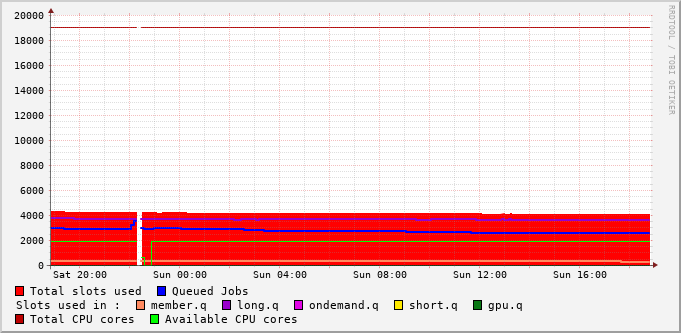 RRDTOOL / TOBI OETIKER
20000
18000
16000
14000
12000
10000
8000
6000
4000
2000
0
Sat 20:00 Sun 00:00 Sun 04:00 Sun 08:00 Sun 12:00 Sun 16:00
Total slots used Queued Jobs
Slots used in : member.q long.q ondemand.q short.q gpu.q
Total CPU cores Available CPU cores